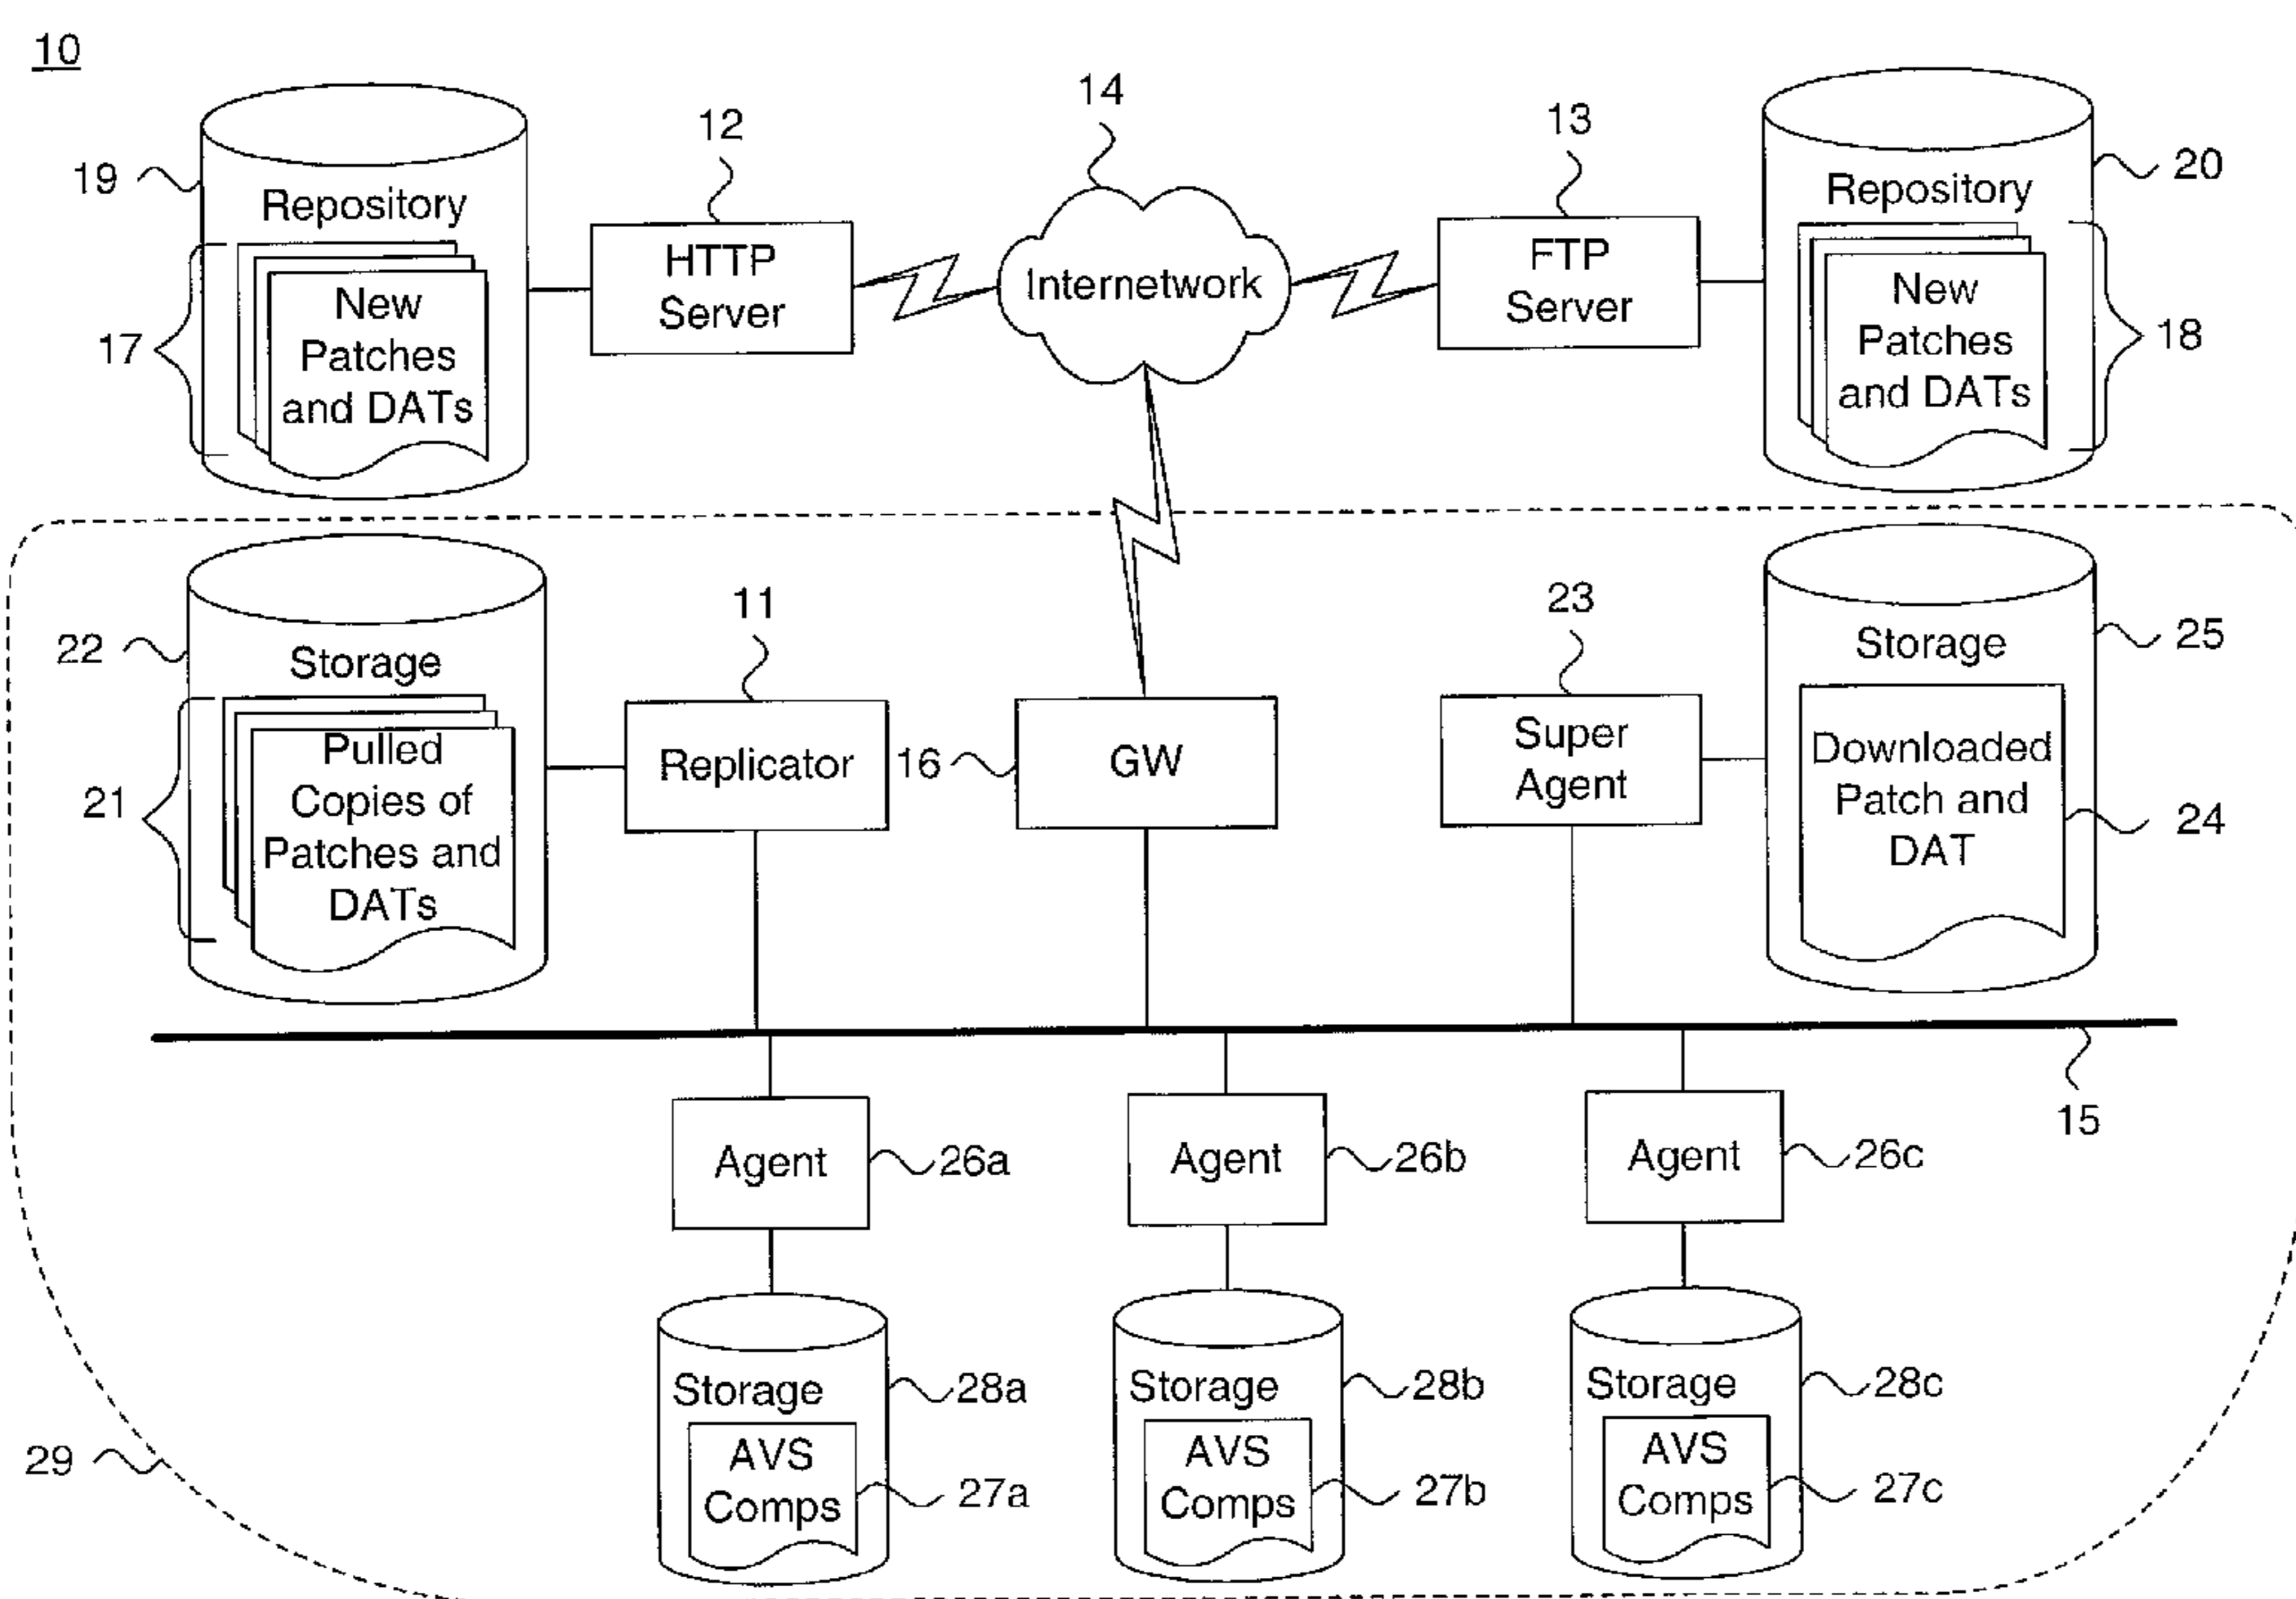 10
14
12
13
19
20
Repository
Repository
HTTP
Server
Internetwork
FTP
Server
17
New
Patches
and DATs
New
Patches
and DATs
18
11
23
22
25
Storage
Storage
21
Pulled
Copies of
Patches and
DATs
Replicator
16
GW
Super
Agent
Downloaded
Patch and
DAT
24
15
Agent
26a
Agent
26b
Agent
26c
Storage
28a
Storage
28b
Storage
28c
29
AVS
Comps
27a
AVS
Comps
27b
AVS
Comps
27c